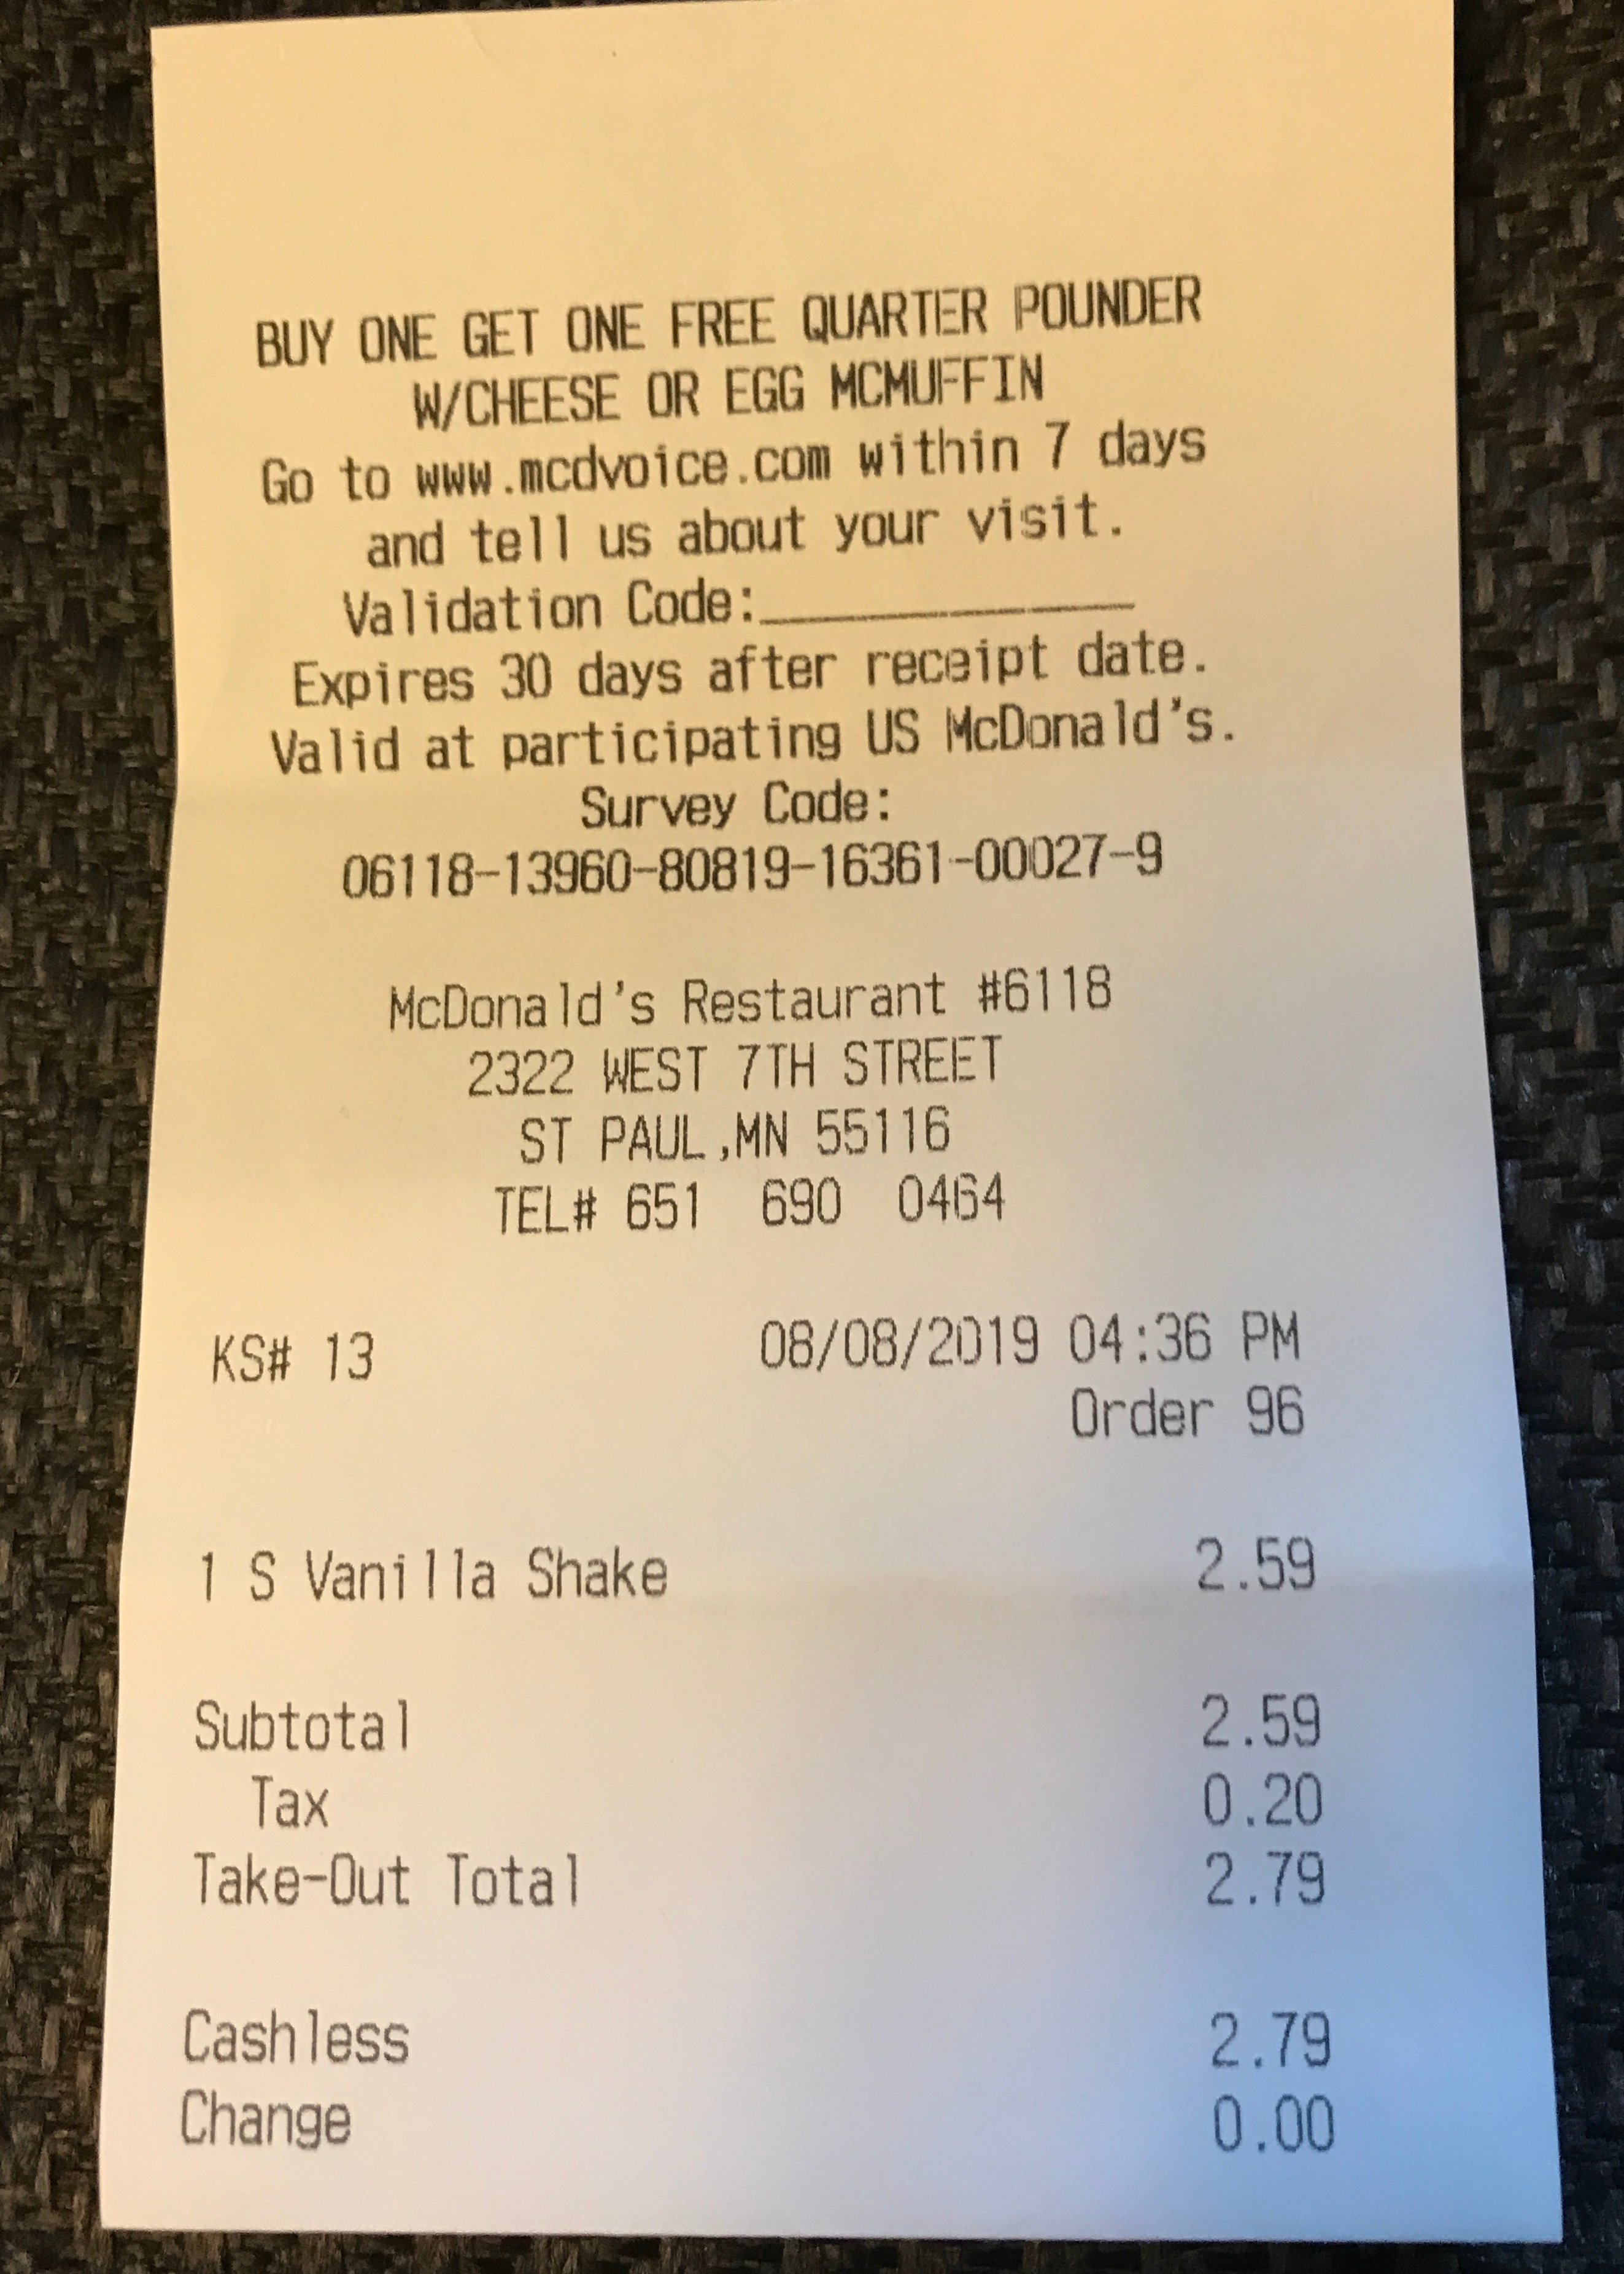 BUY ONE GET ONE FREE QUARTER POUNDER
W/CHEESE OR EGG MCMUFFIN
Go to www.mcdvoice.com within 7 days
and tell us about your visit.
Validation Code:____________
Expires 30 days after receipt date.
Valid at participating US McDonald's.
Survey Code:
06118-13960-80819-16361-00027-9
McDonald's Restaurant #6118
2322 WEST 7TH STREET
ST PAUL,MN 55116
TEL# 651 690 0464
KS# 13 08/08/2019 04:36 PM
Order 96
1 S Vanilla Shake 2.59
Subtotal 2.59
Tax 0.20
Take-Out Total 2.79
Cashless 2.79
Change 0.00